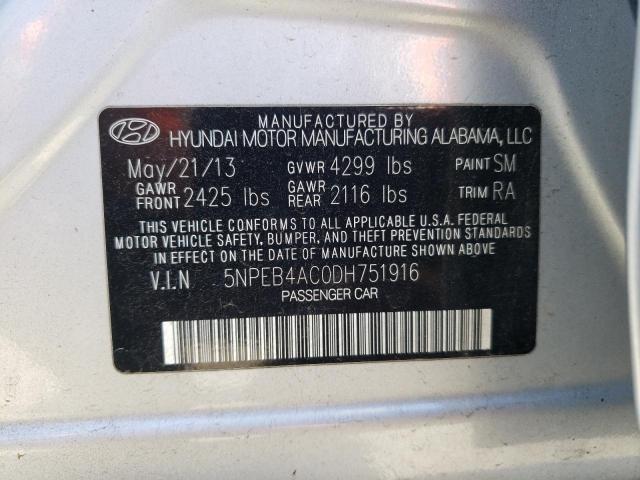 MANUFACTURED BY
HYUNDAI MOTOR MANUFACTURING ALABAMA, LLC
May/21/13 GVWR 4299 lbs PAINT SM
GAWR FRONT 2425 lbs GAWR REAR 2116 lbs TRIM RA
THIS VEHICLE CONFORMS TO ALL APPLICABLE U.S.A. FEDERAL
MOTOR VEHICLE SAFETY, BUMPER, AND THEFT PREVENTION STANDARDS
IN EFFECT ON THE DATE OF MANUFACTURE SHOWN ABOVE
V.I.N 5NPEB4AC0DH751916
PASSENGER CAR